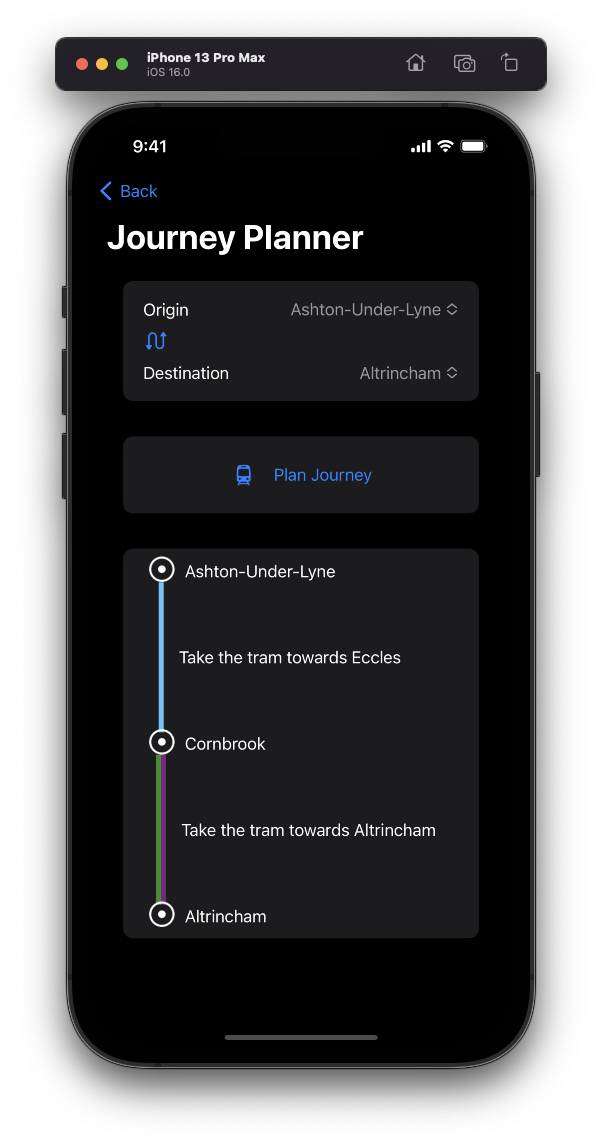 iPhone 13 Pro Max
iOS 16.0
9:41
Back
Journey Planner
Origin Ashton-Under-Lyne
Destination Altrincham
Plan Journey
Ashton-Under-Lyne
Take the tram towards Eccles
Cornbrook
Take the tram towards Altrincham
Altrincham